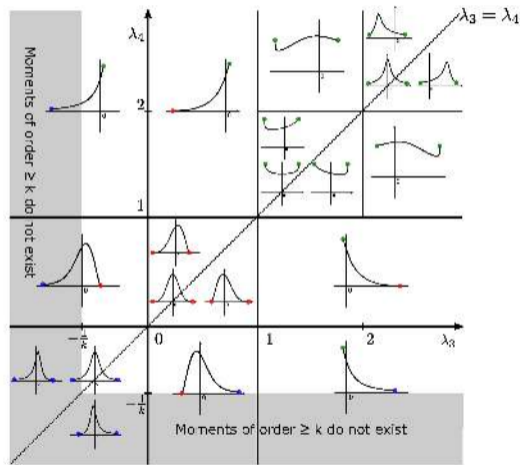 λ₄
λ₃ = λ₄
Moments of order ≥ k do not exist
2
1
-1/k
0
1
2
λ₃
-1/k
Moments of order ≥ k do not exist